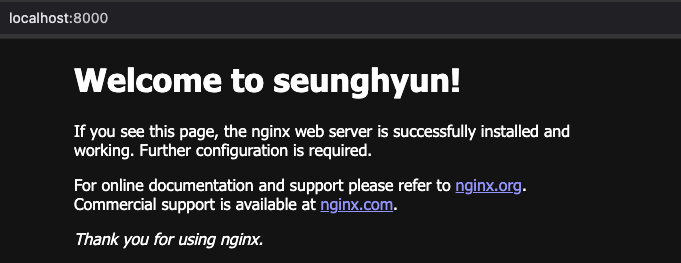 localhost:8000
Welcome to seunghyun!
If you see this page, the nginx web server is successfully installed and
working. Further configuration is required.
For online documentation and support please refer to nginx.org.
Commercial support is available at nginx.com.
Thank you for using nginx.